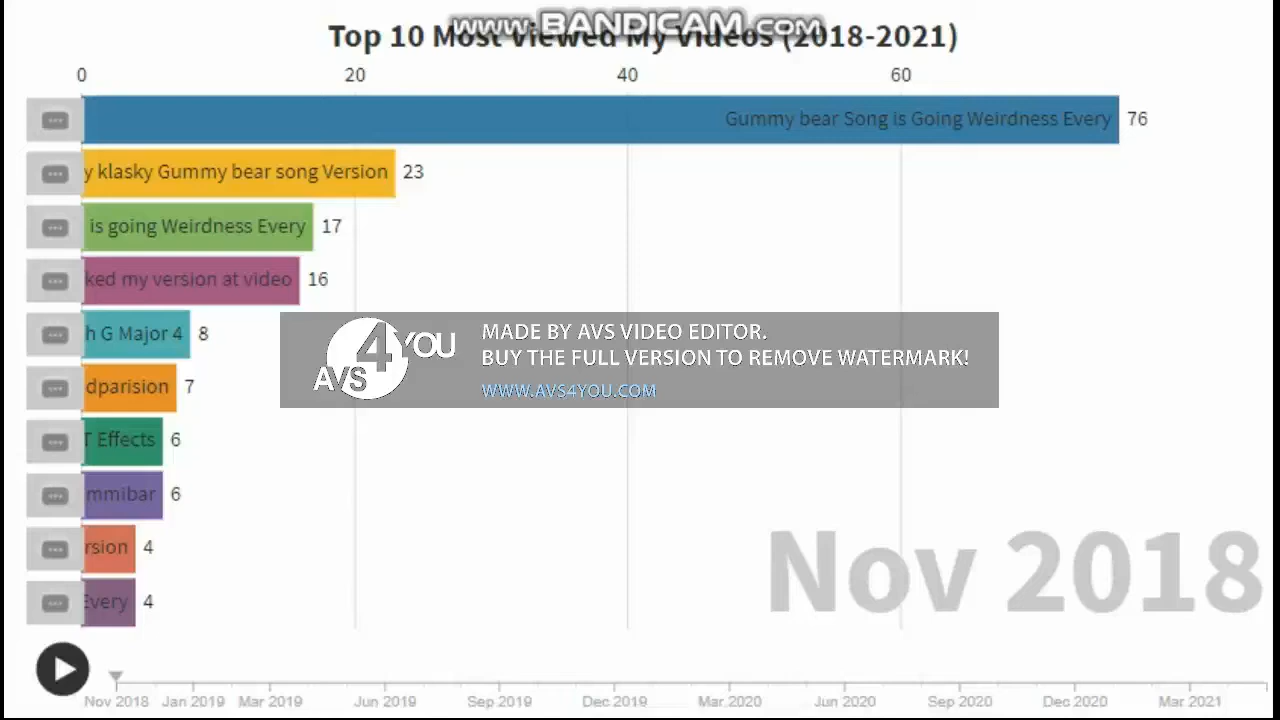 www.BANDICAM.com
Top 10 Most Viewed My Videos (2018-2021)
0 20 40 60
Gummy bear Song is Going Weirdness Every 76
y klasky Gummy bear song Version 23
is going Weirdness Every 17
ked my version at video 16
h G Major 4 8
dparision 7
T Effects 6
mmibar 6
rsion 4
Every 4
AVS4YOU
MADE BY AVS VIDEO EDITOR.
BUY THE FULL VERSION TO REMOVE WATERMARK!
WWW.AVS4YOU.COM
Nov 2018
Nov 2018 Jan 2019 Mar 2019 Jun 2019 Sep 2019 Dec 2019 Mar 2020 Jun 2020 Sep 2020 Dec 2020 Mar 2021